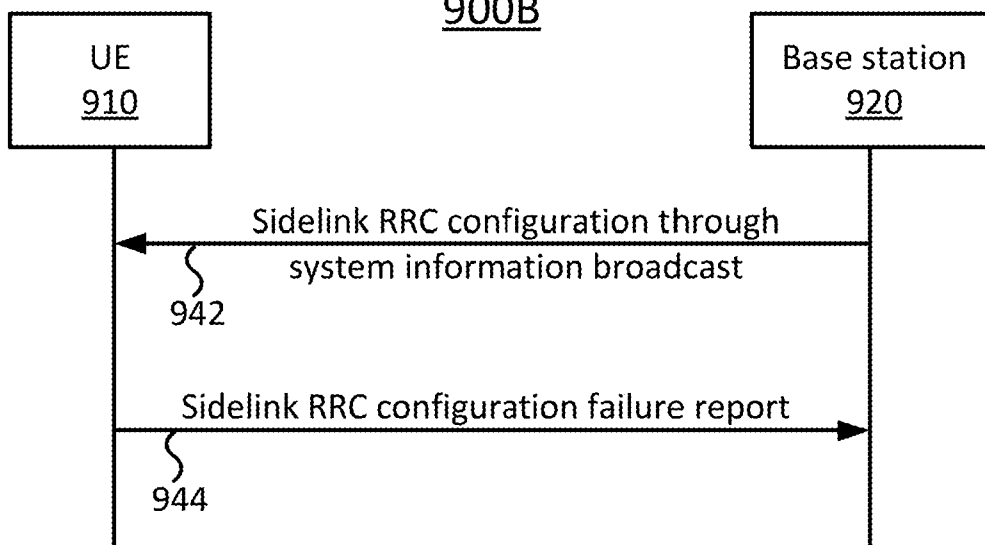 900B
UE
910
Base station
920
Sidelink RRC configuration through
system information broadcast
942
Sidelink RRC configuration failure report
944